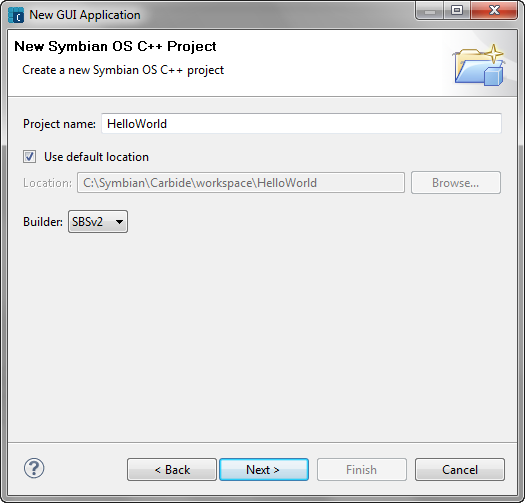 New GUI Application
New Symbian OS C++ Project
Create a new Symbian OS C++ project
Project name: HelloWorld
Use default location
Location: C:\Symbian\Carbide\workspace\HelloWorld Browse...
Builder: SBSv2
? < Back Next > Finish Cancel